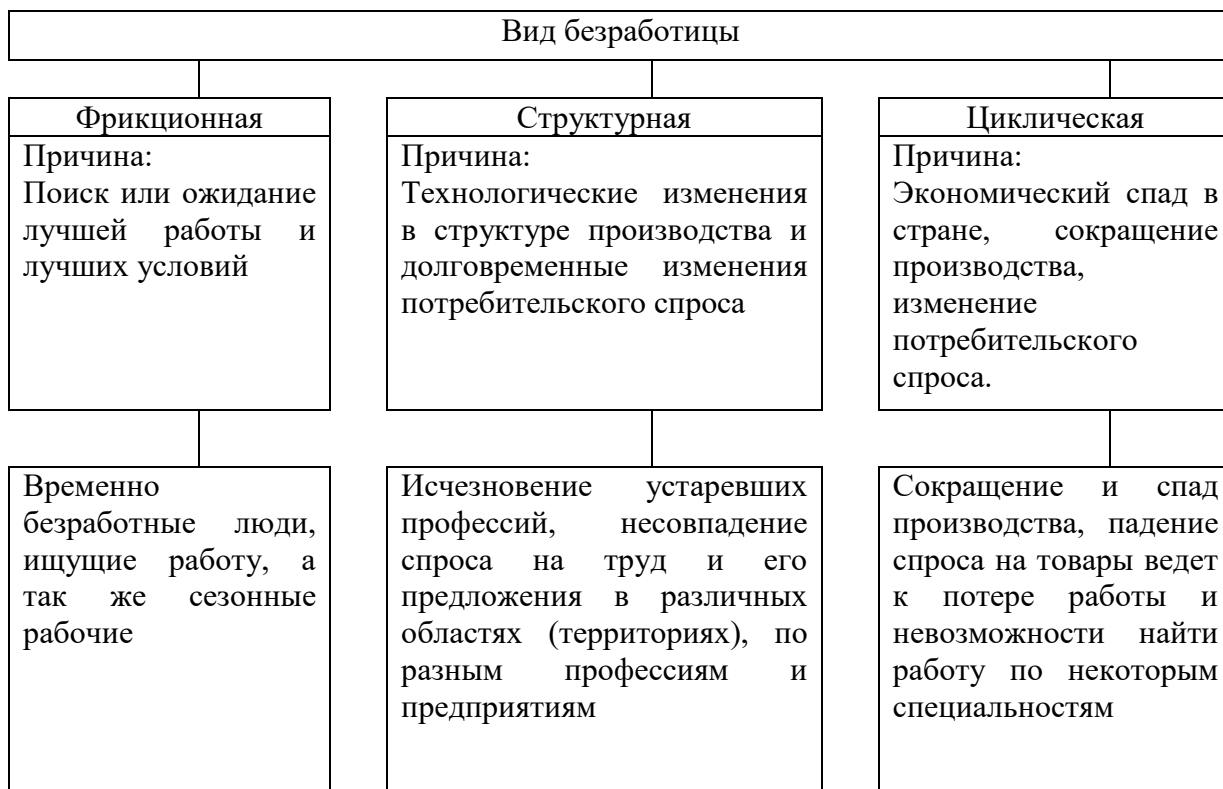 Вид безработицы
Фрикционная
Причина:
Поиск или ожидание
лучшей работы и
лучших условий
Временно
безработные люди,
ищущие работу, а
так же сезонные
рабочие
Структурная
Причина:
Технологические изменения
в структуре производства и
долговременные изменения
потребительского спроса
Исчезновение устаревших
профессий, несовпадение
спроса на труд и его
предложения в различных
областях (территориях), по
разным профессиям и
предприятиям
Циклическая
Причина:
Экономический спад в
стране, сокращение
производства,
изменение
потребительского
спроса.
Сокращение и спад
производства, падение
спроса на товары ведет
к потере работы и
невозможности найти
работу по некоторым
специальностям